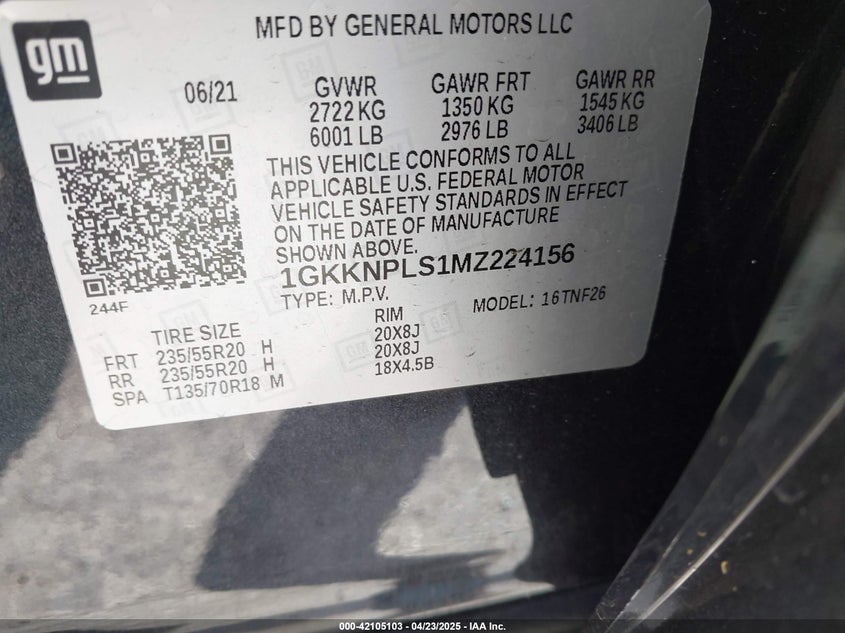 gm
MFD BY GENERAL MOTORS LLC
06/21 GVWR GAWR FRT GAWR RR
2722 KG 1350 KG 1545 KG
6001 LB 2976 LB 3406 LB
THIS VEHICLE CONFORMS TO ALL
APPLICABLE U.S. FEDERAL MOTOR
VEHICLE SAFETY STANDARDS IN EFFECT
ON THE DATE OF MANUFACTURE
SHOWN ABOVE.
1GKKNPLS1MZ224156
244F TYPE: M.P.V. MODEL: 16TNF26
TIRE SIZE RIM
FRT 235/55R20 H 20X8J
RR 235/55R20 H 20X8J
SPA T135/70R18 M 18X4.5B
000-42105103 - 04/23/2025 - IAA Inc.